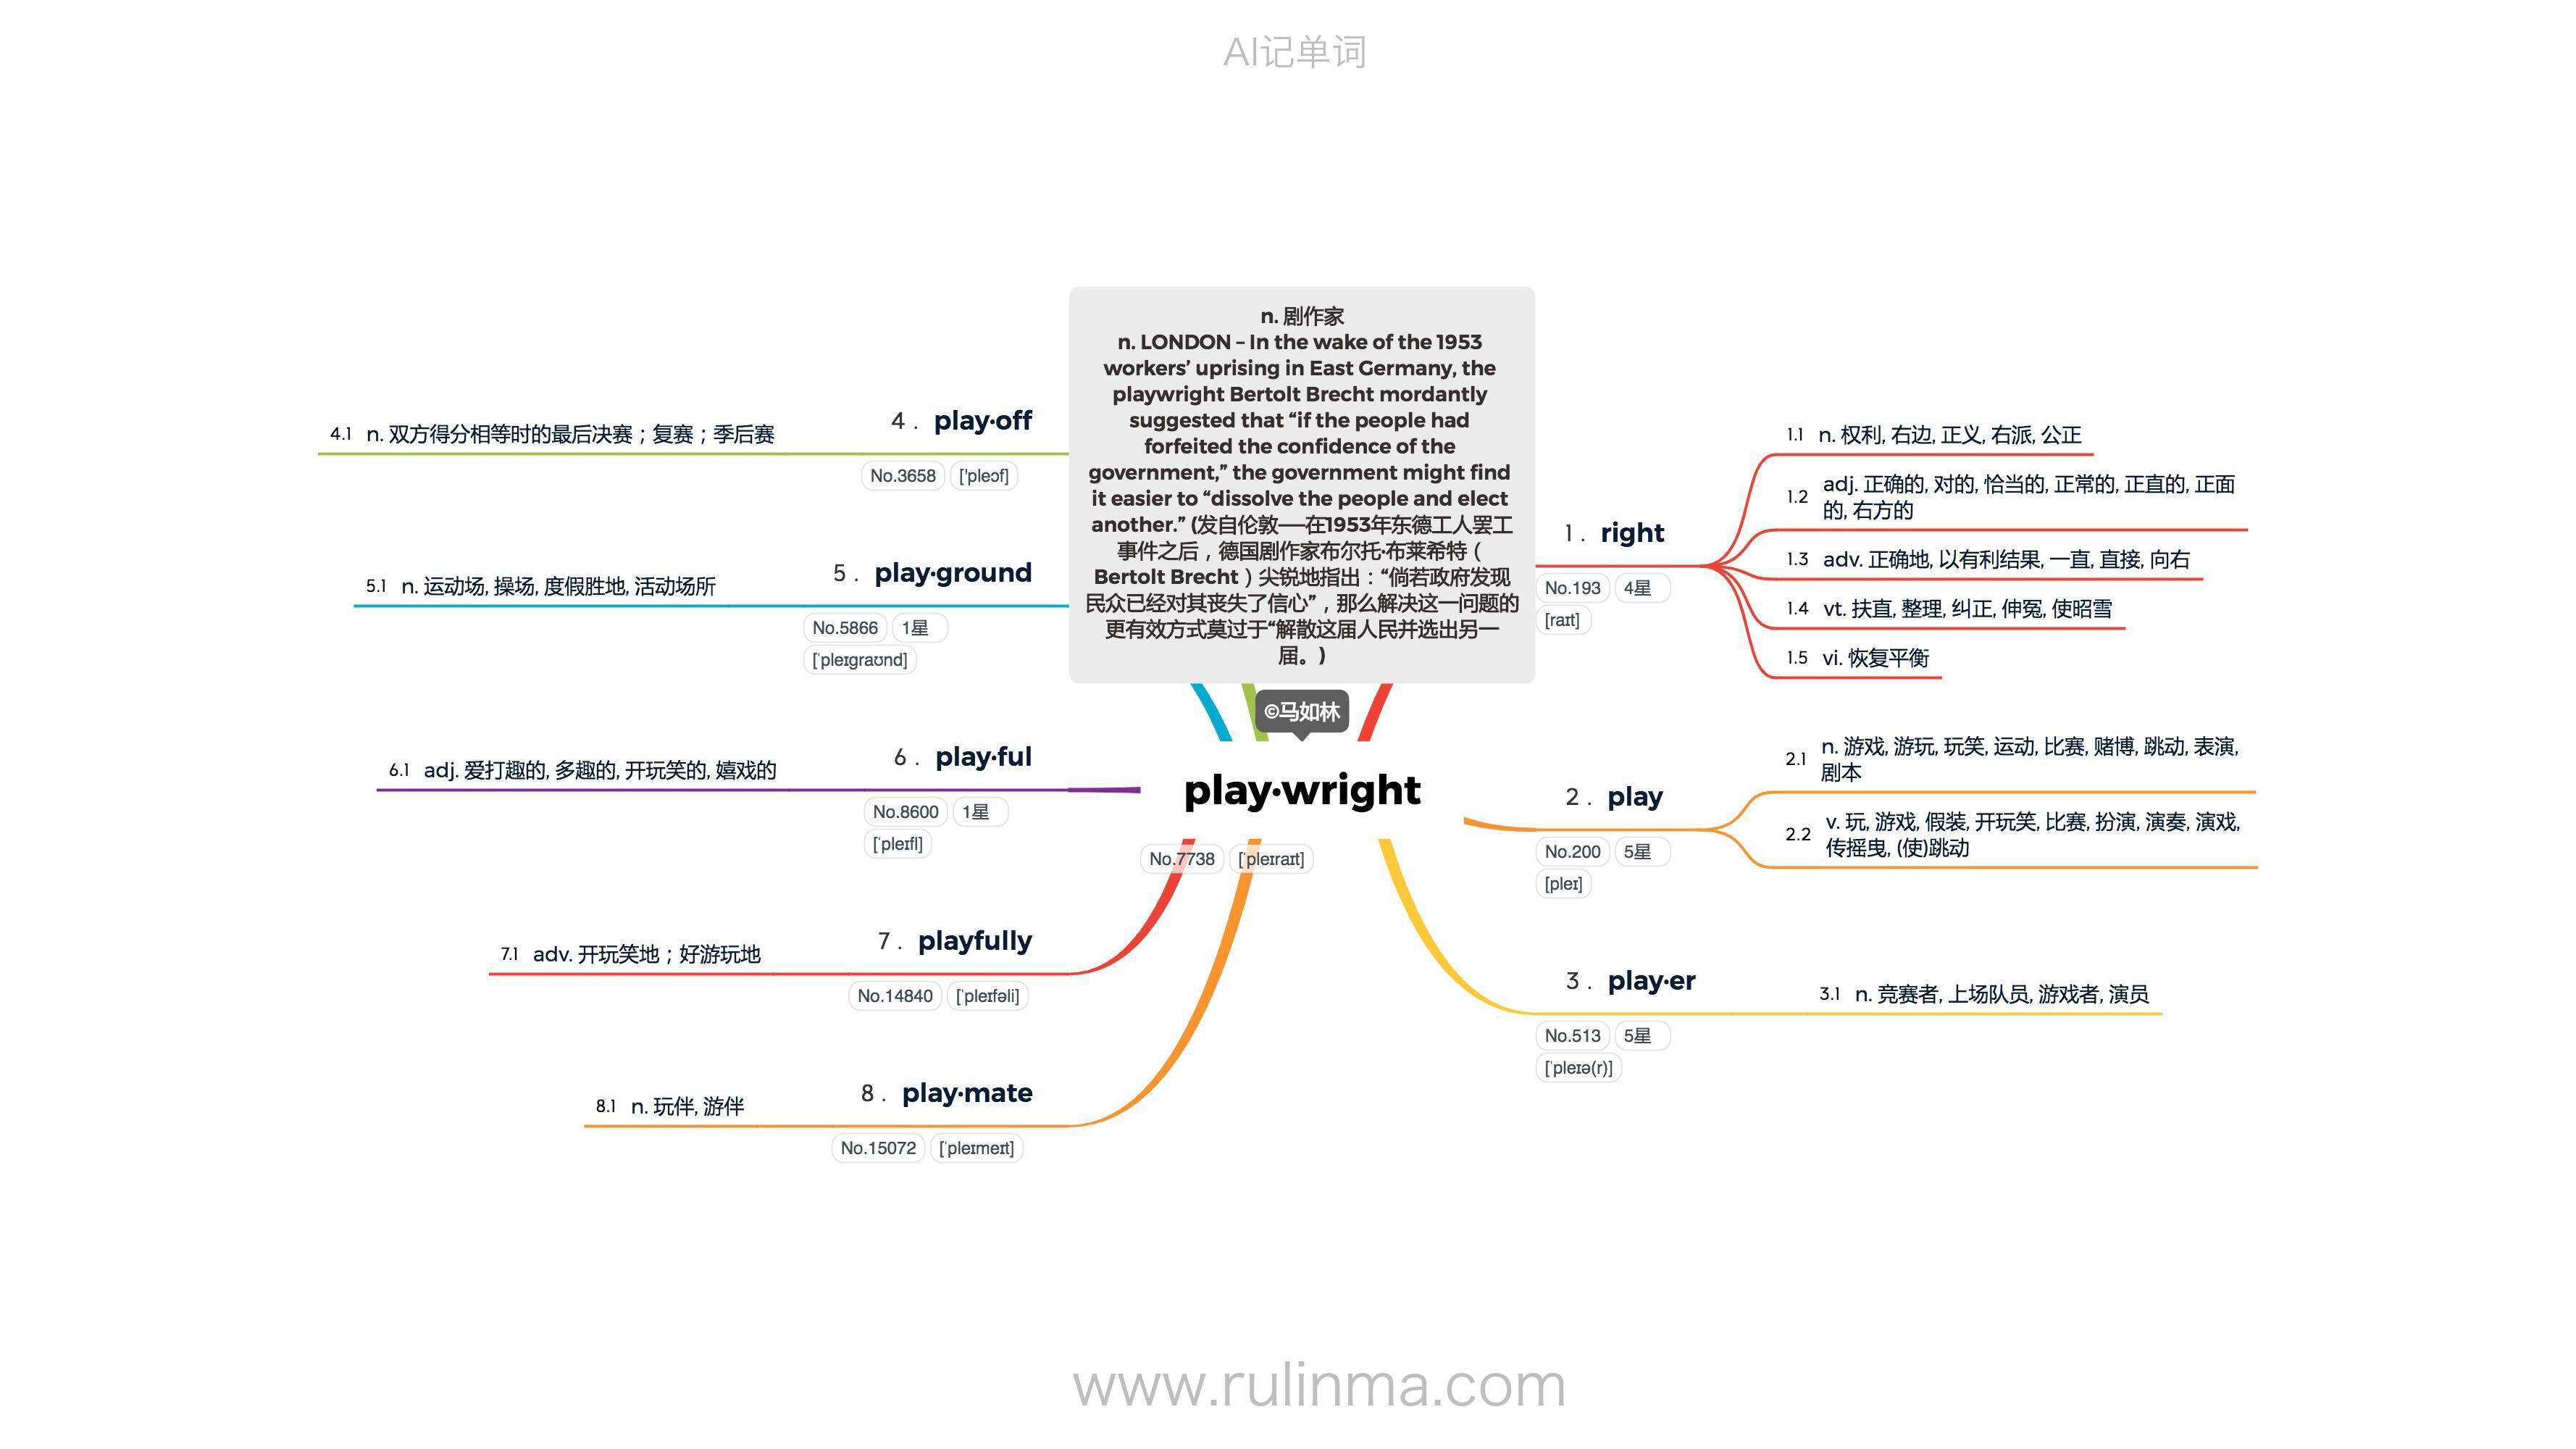 AI记单词
n. 剧作家
n. LONDON – In the wake of the 1953
workers’ uprising in East Germany, the
playwright Bertolt Brecht mordantly
suggested that “if the people had
forfeited the confidence of the
government,” the government might find
it easier to “dissolve the people and elect
another.” (发自伦敦——在1953年东德工人罢工
事件之后，德国剧作家布尔托·布莱希特（
Bertolt Brecht）尖锐地指出：“倘若政府发现
民众已经对其丧失了信心”，那么解决这一问题的
更有效方式莫过于“解散这届人民并选出另一
届。)
©马如林
play·wright
No.7738 [ˈpleɪraɪt]
1. right
No.193 4星
[raɪt]
1.1 n. 权利, 右边, 正义, 右派, 公正
1.2 adj. 正确的, 对的, 恰当的, 正常的, 正直的, 正面
的, 右方的
1.3 adv. 正确地, 以有利结果, 一直, 直接, 向右
1.4 vt. 扶直, 整理, 纠正, 伸冤, 使昭雪
1.5 vi. 恢复平衡
2. play
No.200 5星
[pleɪ]
2.1 n. 游戏, 游玩, 玩笑, 运动, 比赛, 赌博, 跳动, 表演,
剧本
2.2 v. 玩, 游戏, 假装, 开玩笑, 比赛, 扮演, 演奏, 演戏,
传摇曳, (使)跳动
3. play·er
No.513 5星
[ˈpleɪə(r)]
3.1 n. 竞赛者, 上场队员, 游戏者, 演员
4. play·off
No.3658 ['pleɔf]
4.1 n. 双方得分相等时的最后决赛；复赛；季后赛
5. play·ground
No.5866 1星
[ˈpleɪgraʊnd]
5.1 n. 运动场, 操场, 度假胜地, 活动场所
6. play·ful
No.8600 1星
[ˈpleɪfl]
6.1 adj. 爱打趣的, 多趣的, 开玩笑的, 嬉戏的
7. playfully
No.14840 [ˈpleɪfəli]
7.1 adv. 开玩笑地；好游玩地
8. play·mate
No.15072 [ˈpleɪmeɪt]
8.1 n. 玩伴, 游伴
www.rulinma.com